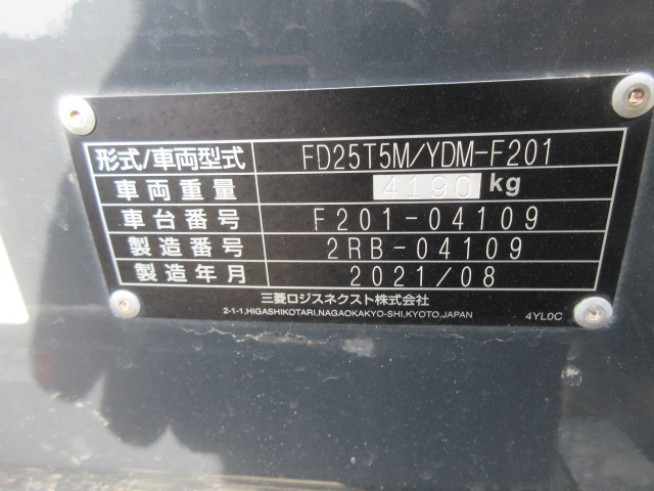 形式/車両型式 FD25T5M/YDM-F201
車両重量 4190 kg
車台番号 F201-04109
製造番号 2RB-04109
製造年月 2021/08
三菱ロジスネクスト株式会社
2-1-1,HIGASHIKOTARI,NAGAOKAKYO-SHI,KYOTO,JAPAN 4YL0C